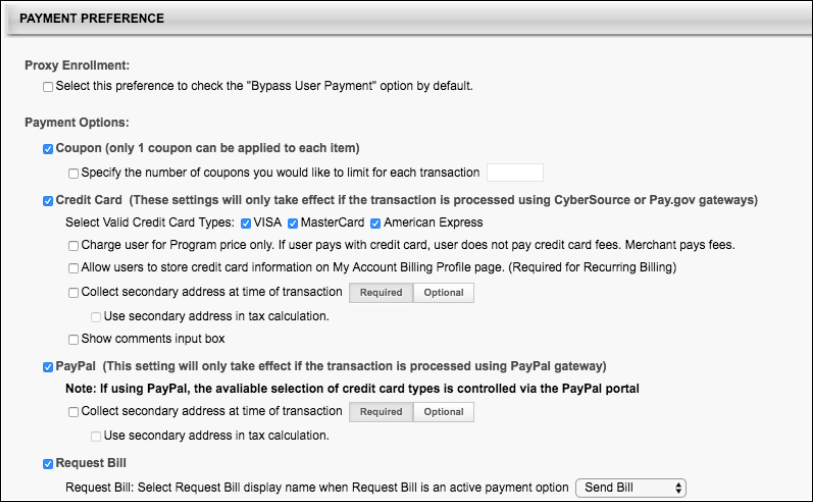 PAYMENT PREFERENCE
Proxy Enrollment:
Select this preference to check the "Bypass User Payment" option by default.
Payment Options:
Coupon (only 1 coupon can be applied to each item)
Specify the number of coupons you would like to limit for each transaction
Credit Card (These settings will only take effect if the transaction is processed using CyberSource or Pay.gov gateways)
Select Valid Credit Card Types: VISA MasterCard American Express
Charge user for Program price only. If user pays with credit card, user does not pay credit card fees. Merchant pays fees.
Allow users to store credit card information on My Account Billing Profile page. (Required for Recurring Billing)
Collect secondary address at time of transaction Required Optional
Use secondary address in tax calculation.
Show comments input box
PayPal (This setting will only take effect if the transaction is processed using PayPal gateway)
Note: If using PayPal, the avaliable selection of credit card types is controlled via the PayPal portal
Collect secondary address at time of transaction Required Optional
Use secondary address in tax calculation.
Request Bill
Request Bill: Select Request Bill display name when Request Bill is an active payment option Send Bill